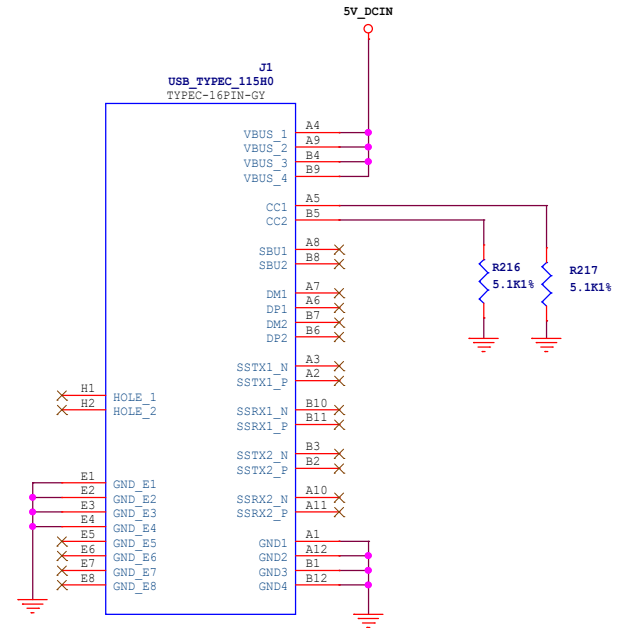 5V_DCIN
J1
USB_TYPEC_115H0
TYPEC-16PIN-GY
VBUS_1 A4
VBUS_2 A9
VBUS_3 B4
VBUS_4 B9
CC1 A5
CC2 B5
SBU1 A8
SBU2 B8
R216
5.1K1%
R217
5.1K1%
DM1 A7
DP1 A6
DM2 B7
DP2 B6
SSTX1_N A3
SSTX1_P A2
H1 HOLE_1
H2 HOLE_2
SSRX1_N B10
SSRX1_P B11
SSTX2_N B3
SSTX2_P B2
E1 GND_E1
E2 GND_E2
E3 GND_E3
E4 GND_E4
E5 GND_E5
E6 GND_E6
E7 GND_E7
E8 GND_E8
SSRX2_N A10
SSRX2_P A11
GND1 A1
GND2 A12
GND3 B1
GND4 B12